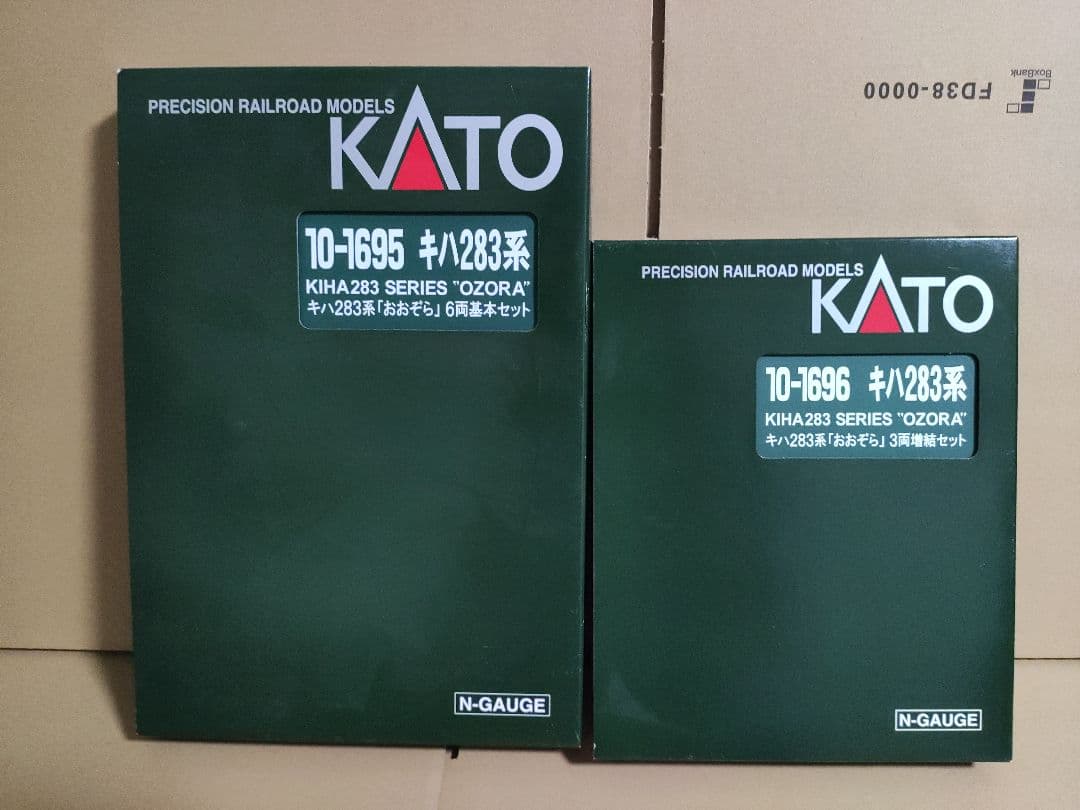 PRECISION RAILROAD MODELS
KATO
10-1695 キハ283系
KIHA283 SERIES "OZORA"
キハ283系「おおぞら」6両基本セット
N-GAUGE
PRECISION RAILROAD MODELS
KATO
10-1696 キハ283系
KIHA283 SERIES "OZORA"
キハ283系「おおぞら」3両増結セット
N-GAUGE
BoxBank
FD38-0000